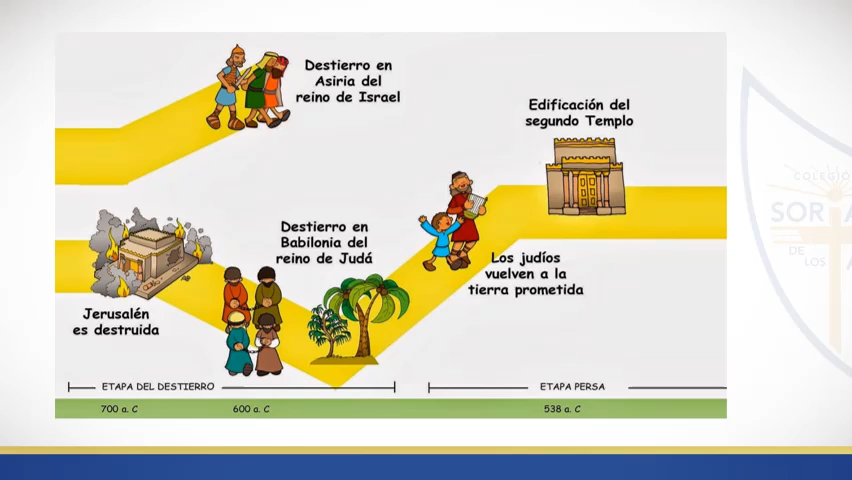 Destierro en
Asiria del
reino de Israel
Edificación del
segundo Templo
Destierro en
Babilonia del
reino de Judá
Los judíos
vuelven a la
tierra prometida
Jerusalén
es destruida
ETAPA DEL DESTIERRO
ETAPA PERSA
700 a. C
600 a. C
538 a. C
COLEGIO
SOR
DE
LOS